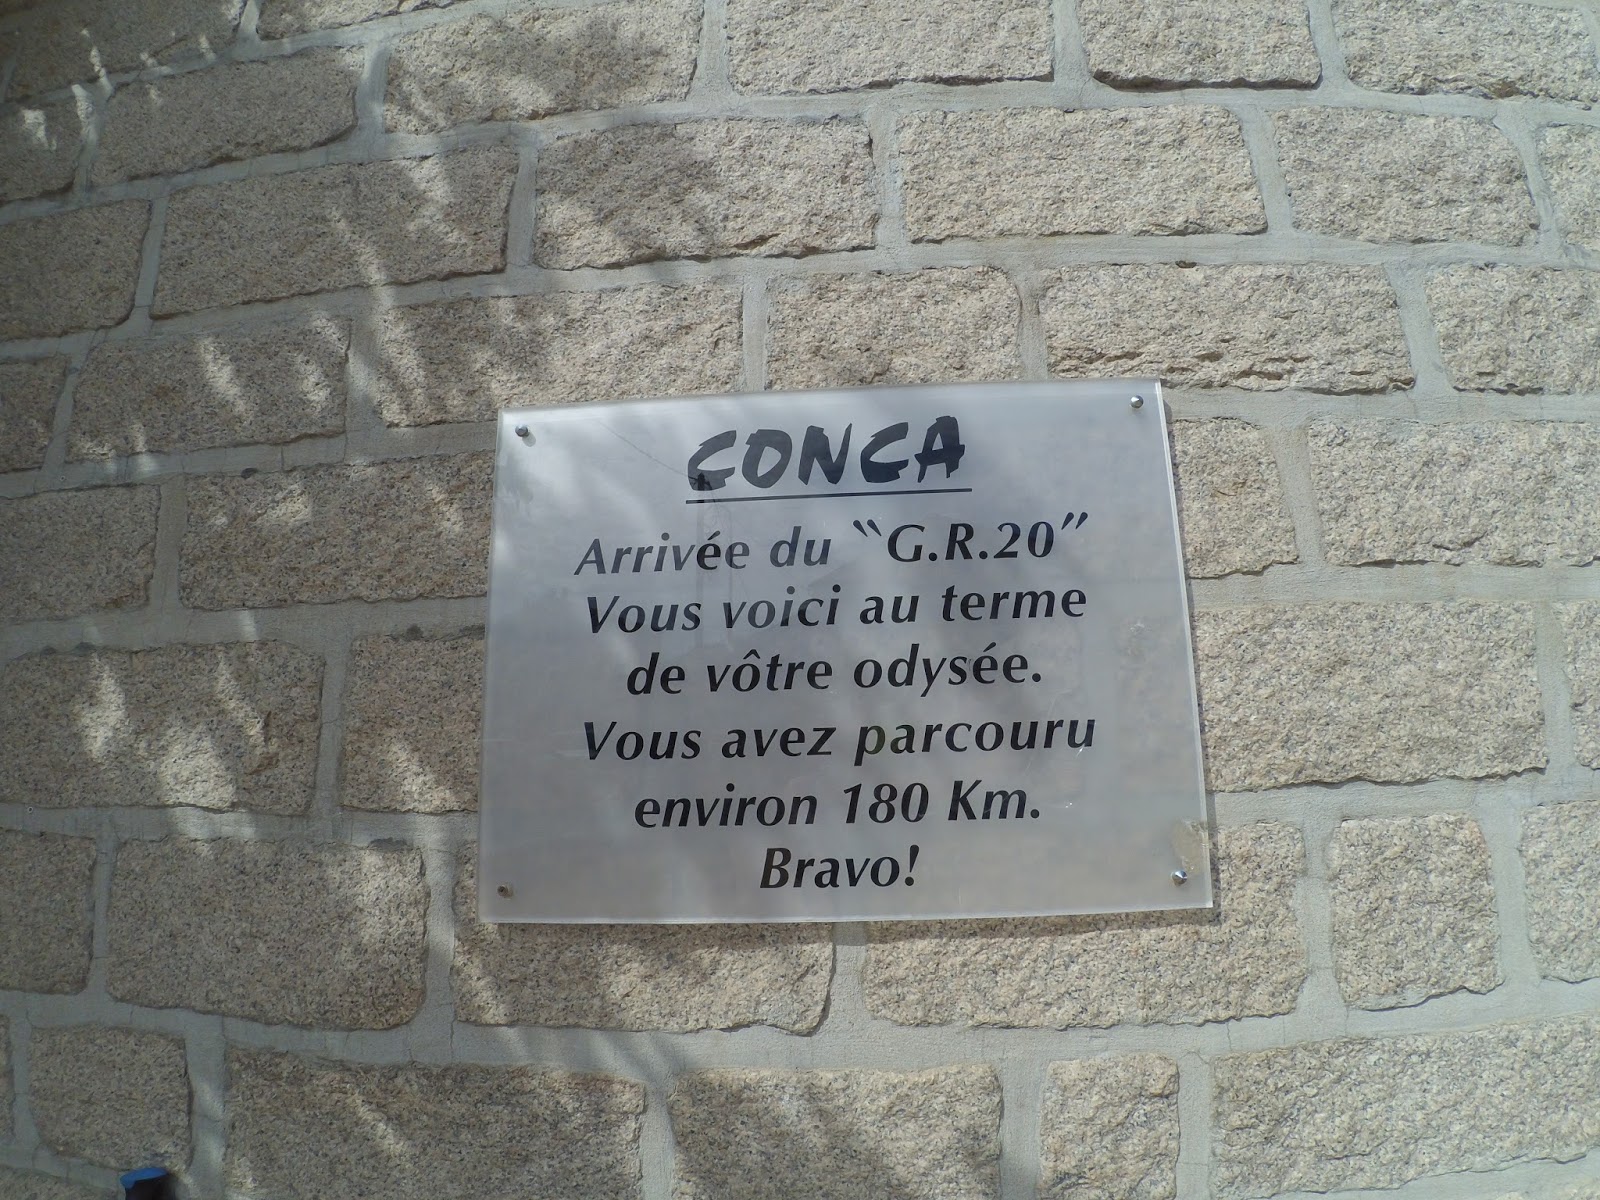 CONCA
Arrivée du "G.R.20"
Vous voici au terme
de vôtre odysée.
Vous avez parcouru
environ 180 Km.
Bravo!